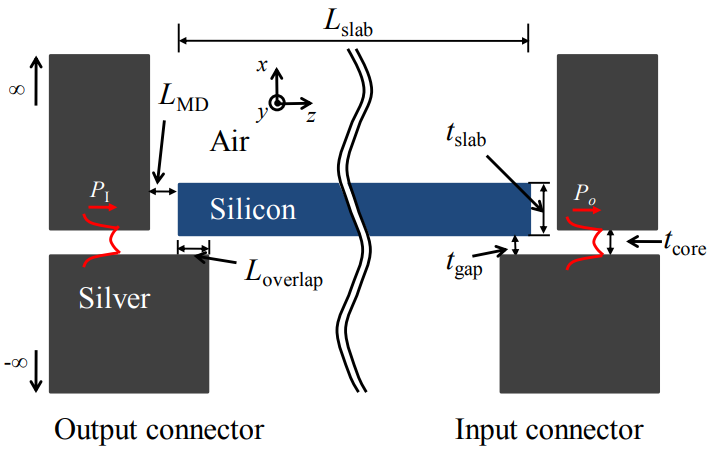 L_slab
∞
L_MD
x
y
z
Air
t_slab
P_I
Silicon
P_o
t_core
t_gap
L_overlap
Silver
-∞
Output connector
Input connector